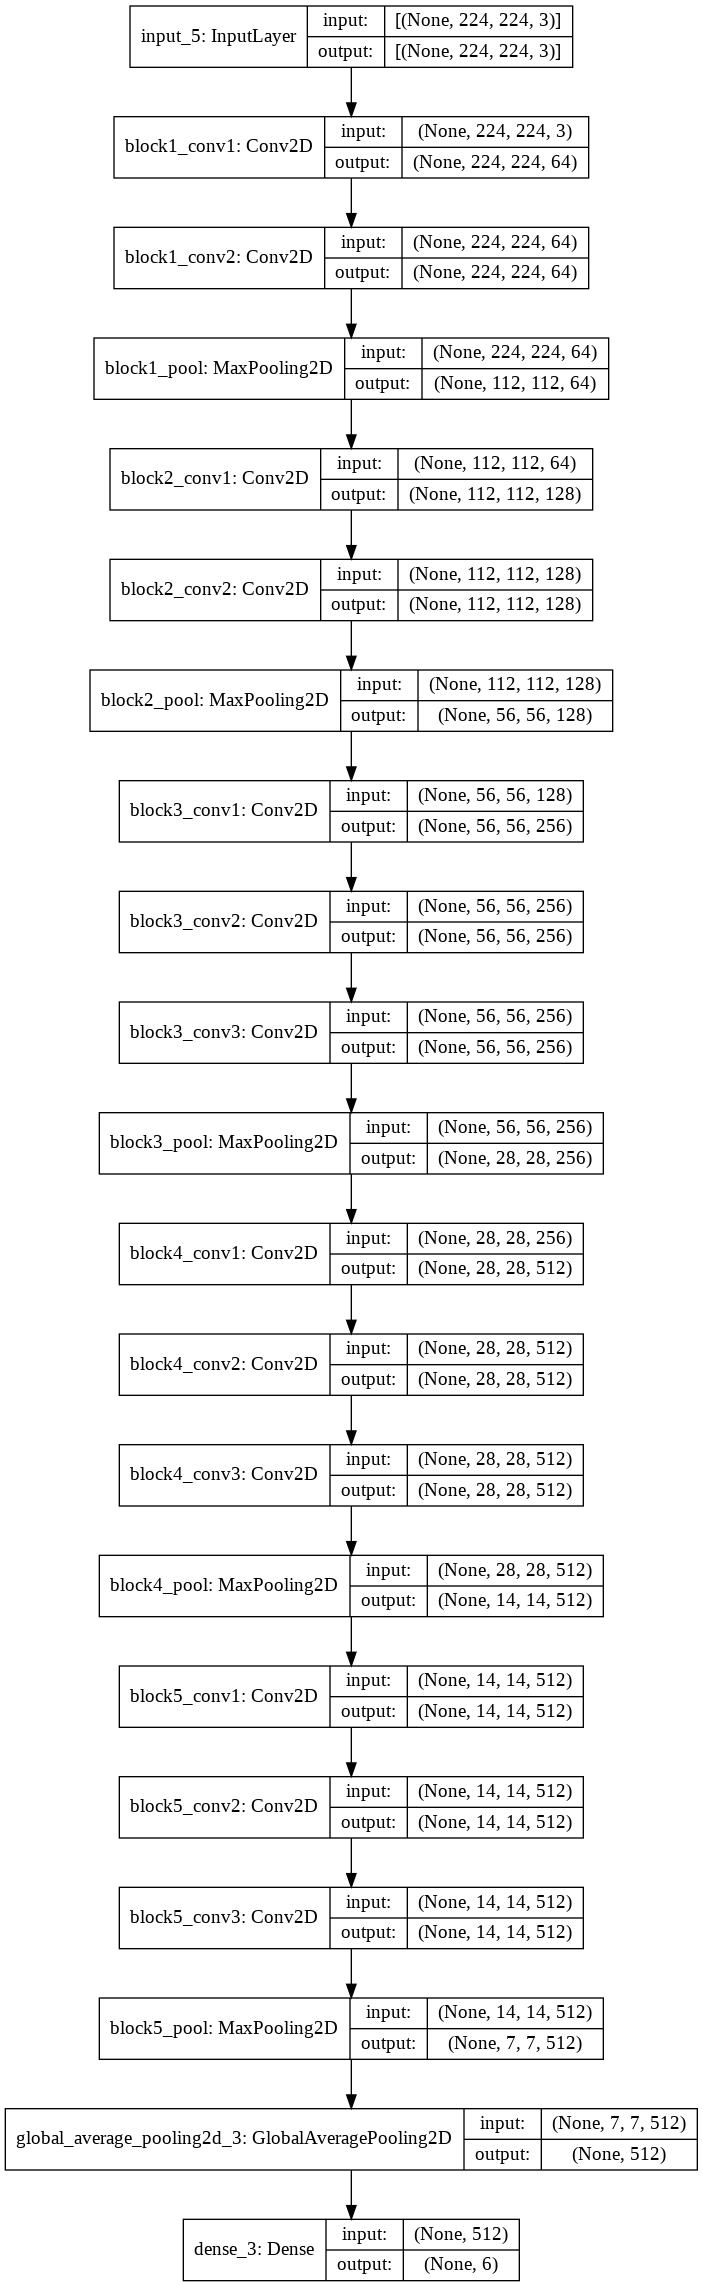 input_5: InputLayer input: [(None, 224, 224, 3)]
output: [(None, 224, 224, 3)]
block1_conv1: Conv2D input: (None, 224, 224, 3)
output: (None, 224, 224, 64)
block1_conv2: Conv2D input: (None, 224, 224, 64)
output: (None, 224, 224, 64)
block1_pool: MaxPooling2D input: (None, 224, 224, 64)
output: (None, 112, 112, 64)
block2_conv1: Conv2D input: (None, 112, 112, 64)
output: (None, 112, 112, 128)
block2_conv2: Conv2D input: (None, 112, 112, 128)
output: (None, 112, 112, 128)
block2_pool: MaxPooling2D input: (None, 112, 112, 128)
output: (None, 56, 56, 128)
block3_conv1: Conv2D input: (None, 56, 56, 128)
output: (None, 56, 56, 256)
block3_conv2: Conv2D input: (None, 56, 56, 256)
output: (None, 56, 56, 256)
block3_conv3: Conv2D input: (None, 56, 56, 256)
output: (None, 56, 56, 256)
block3_pool: MaxPooling2D input: (None, 56, 56, 256)
output: (None, 28, 28, 256)
block4_conv1: Conv2D input: (None, 28, 28, 256)
output: (None, 28, 28, 512)
block4_conv2: Conv2D input: (None, 28, 28, 512)
output: (None, 28, 28, 512)
block4_conv3: Conv2D input: (None, 28, 28, 512)
output: (None, 28, 28, 512)
block4_pool: MaxPooling2D input: (None, 28, 28, 512)
output: (None, 14, 14, 512)
block5_conv1: Conv2D input: (None, 14, 14, 512)
output: (None, 14, 14, 512)
block5_conv2: Conv2D input: (None, 14, 14, 512)
output: (None, 14, 14, 512)
block5_conv3: Conv2D input: (None, 14, 14, 512)
output: (None, 14, 14, 512)
block5_pool: MaxPooling2D input: (None, 14, 14, 512)
output: (None, 7, 7, 512)
global_average_pooling2d_3: GlobalAveragePooling2D input: (None, 7, 7, 512)
output: (None, 512)
dense_3: Dense input: (None, 512)
output: (None, 6)